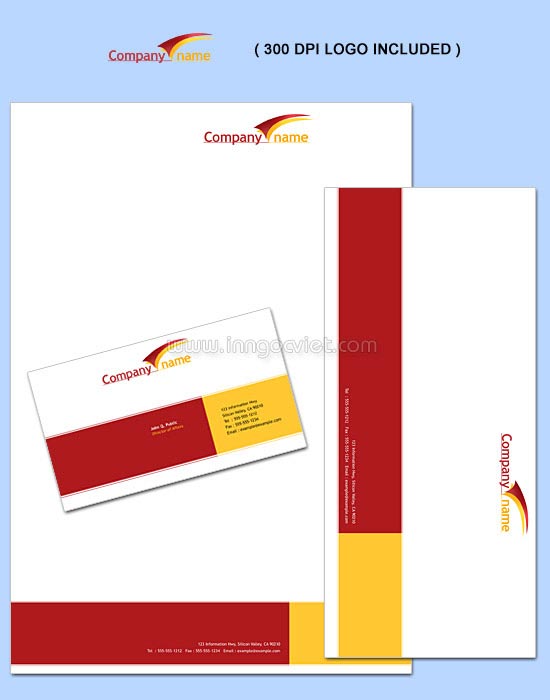 Company name
( 300 DPI LOGO INCLUDED )
Company name
Company name
John Q. Public
Director of Affairs
123 Information Hwy.
Silicon Valley, CA 90210
Tel : 555-555-1212
Fax : 555-555-1234
Email : example@example.com
www.inngocviet.com
Tel : 555-555-1212 Fax : 555-555-1234 Email : example@example.com
123 Information Hwy, Silicon Valley, CA 90210
Company name
123 Information Hwy, Silicon Valley, CA 90210
Tel. : 555-555-1212 Fax : 555-555-1234 Email : example@example.com